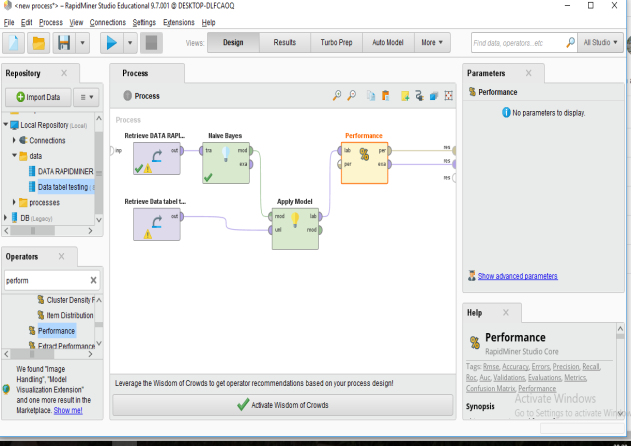 <new process*> – RapidMiner Studio Educational 9.7.001 @ DESKTOP-DLFCAOQ
File Edit Process View Connections Settings Extensions Help
Views: Design Results Turbo Prep Auto Model More ▼
Find data, operators...etc All Studio ▼
Repository X
Import Data
Local Repository (Local)
Connections
data
DATA RAPIDMINER
Data tabel testing
processes
DB (Legacy)
Operators X
perform X
Cluster Density P
Item Distribution
Performance
Extract Performance
We found "Image
Handling", "Model
Visualization Extension"
and one more result in the
Marketplace. Show me!
Process
Process
Process
inp
Retrieve DATA RAPI...
out
Naive Bayes
tra mod
exa
Performance
lab per
per exa
res
res
res
Retrieve Data tabel t...
out
Apply Model
mod lab
unl mod
Leverage the Wisdom of Crowds to get operator recommendations based on your process design!
Activate Wisdom of Crowds
Parameters X
Performance
No parameters to display.
Show advanced parameters
Help X
Performance
RapidMiner Studio Core
Tags: Rmse, Accuracy, Errors, Precision, Recall,
Roc, Auc, Validations, Evaluations, Metrics,
Confusion Matrix, Performance
Synopsis
Activate Windows
Go to Settings to activate Windows